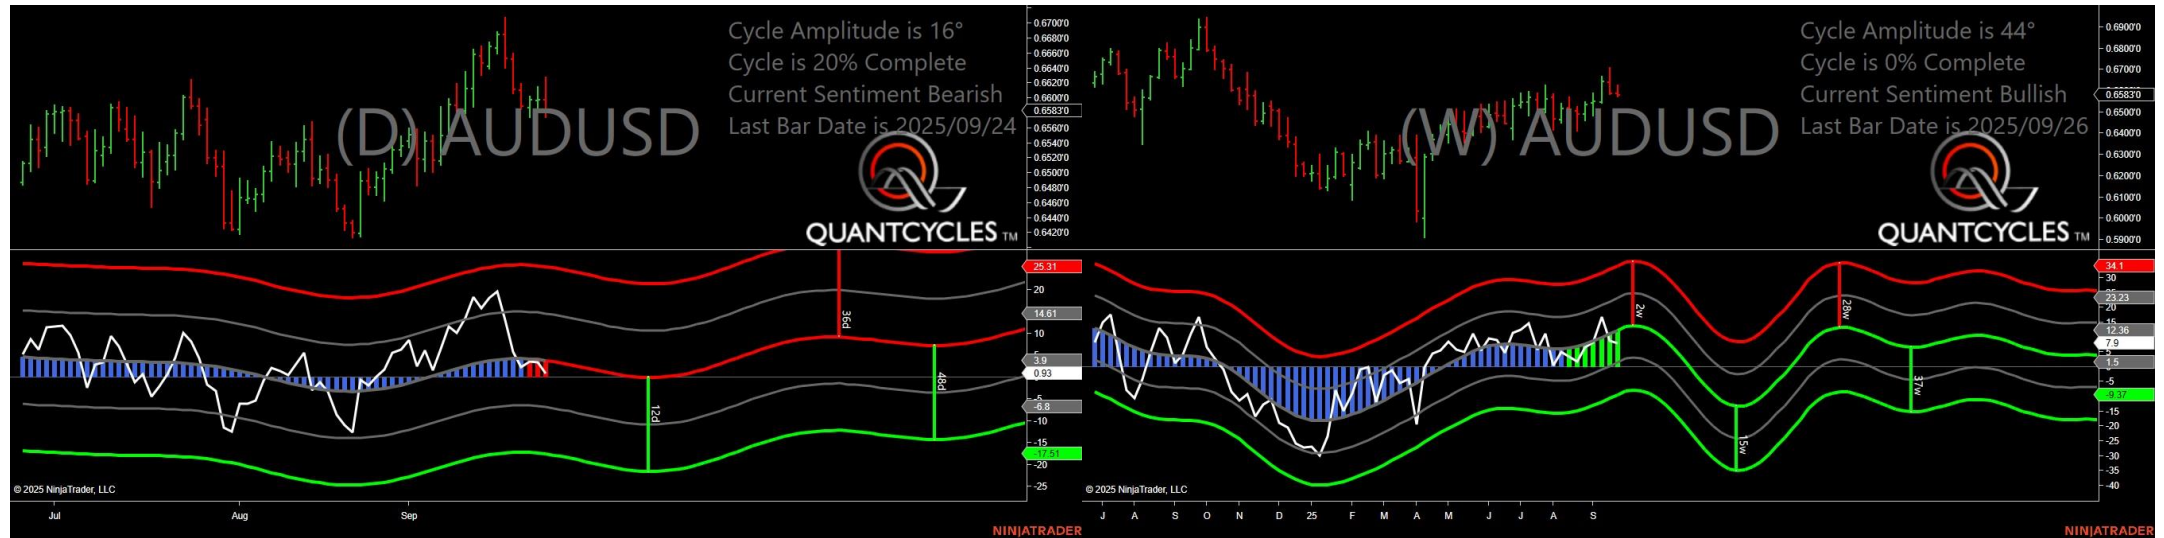 Cycle Amplitude is 16°
Cycle is 20% Complete
Current Sentiment Bearish
Last Bar Date is 2025/09/24
(D) AUDUSD
QUANTCYCLES TM
0.6700'0
0.6680'0
0.6640'0
0.6620'0
0.6600'0
0.6583'0
0.6560'0
0.6540'0
0.6520'0
0.6500'0
0.6480'0
0.6460'0
0.6440'0
0.6420'0
25.31
20
14.61
10
3.9
0.93
-5
-6.8
-10
-15
-17.51
-20
-25
12d
36d
48d
© 2025 NinjaTrader, LLC
Jul
Aug
Sep
NINJATRADER
Cycle Amplitude is 44°
Cycle is 0% Complete
Current Sentiment Bullish
Last Bar Date is 2025/09/26
(W) AUDUSD
QUANTCYCLES TM
0.6900'0
0.6800'0
0.6700'0
0.6583'0
0.6500'0
0.6400'0
0.6300'0
0.6200'0
0.6100'0
0.6000'0
0.5900'0
34.1
30
23.23
20
15
12.36
7.9
1.5
-5
-9.37
-15
-20
-25
-30
-35
-40
2w
15w
28w
37w
© 2025 NinjaTrader, LLC
J A S O N D 25 F M A M J J A S
NINJATRADER